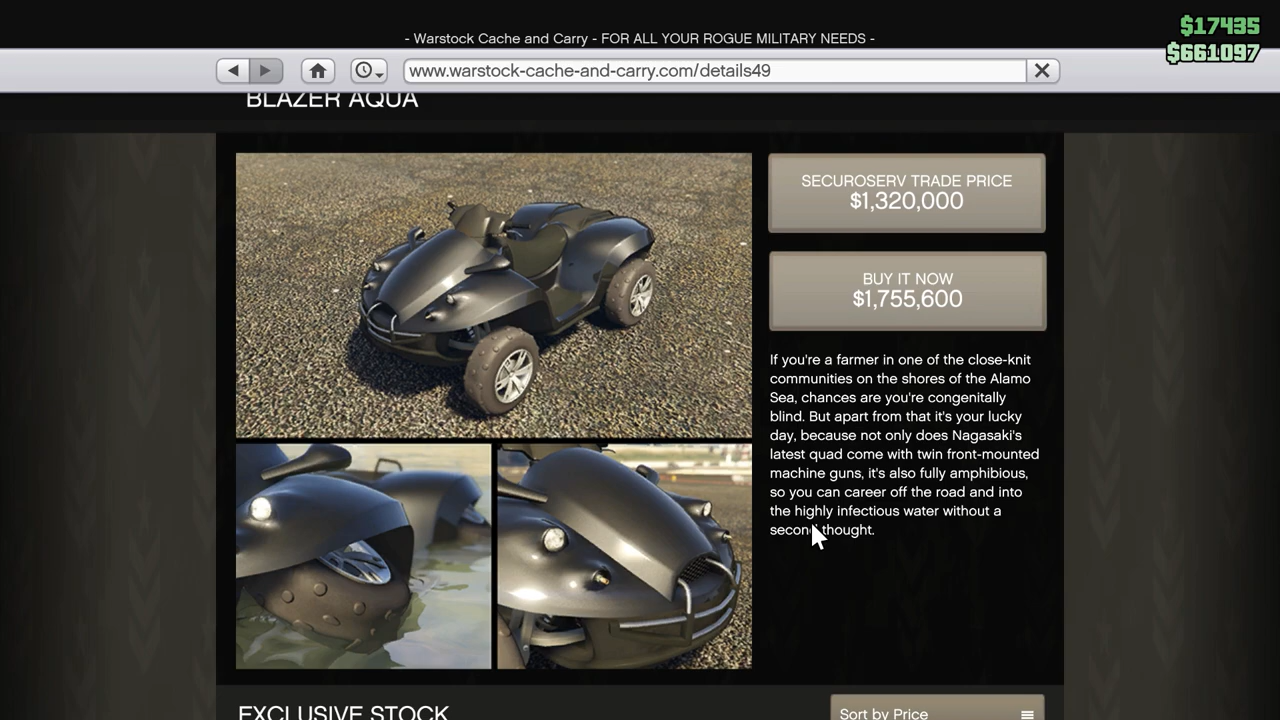 - Warstock Cache and Carry - FOR ALL YOUR ROGUE MILITARY NEEDS -
$17435
$661097
www.warstock-cache-and-carry.com/details49
BLAZER AQUA
SECUROSERV TRADE PRICE
$1,320,000
BUY IT NOW
$1,755,600
If you're a farmer in one of the close-knit
communities on the shores of the Alamo
Sea, chances are you're congenitally
blind. But apart from that it's your lucky
day, because not only does Nagasaki's
latest quad come with twin front-mounted
machine guns, it's also fully amphibious,
so you can career off the road and into
the highly infectious water without a
second thought.
EXCLUSIVE STOCK
Sort by Price